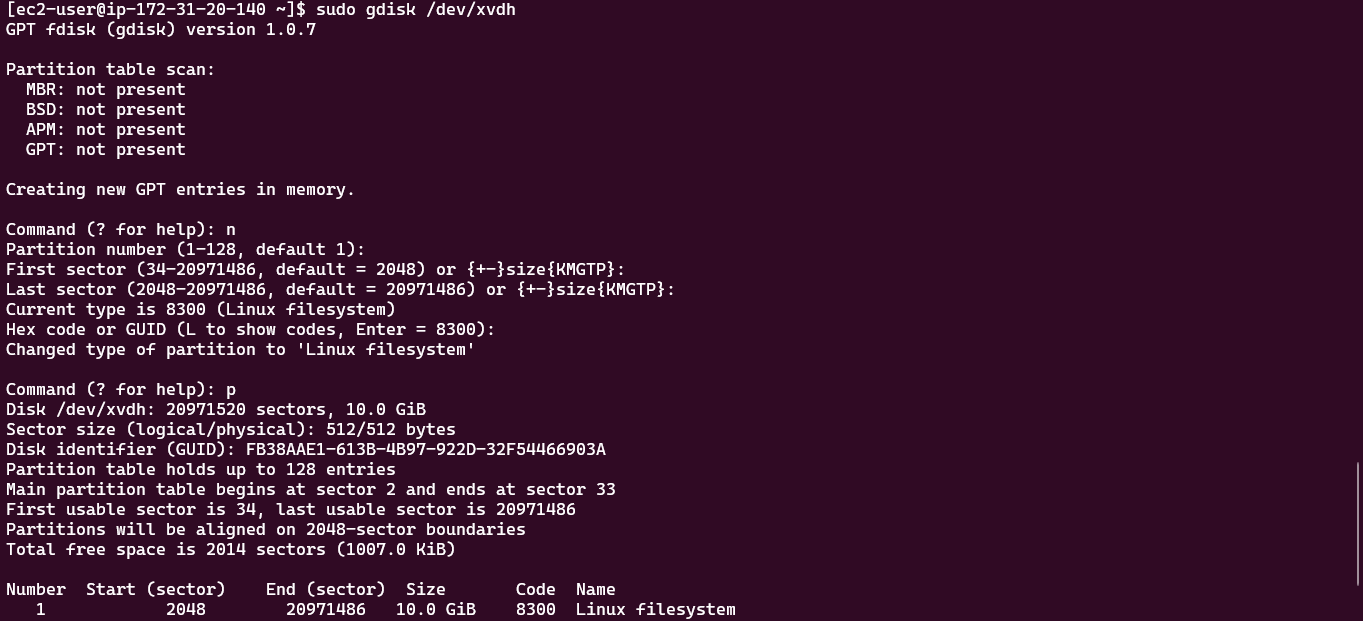 [ec2-user@ip-172-31-20-140 ~]$ sudo gdisk /dev/xvdh
GPT fdisk (gdisk) version 1.0.7
Partition table scan:
  MBR: not present
  BSD: not present
  APM: not present
  GPT: not present
Creating new GPT entries in memory.
Command (? for help): n
Partition number (1-128, default 1):
First sector (34-20971486, default = 2048) or {+-}size{KMGTP}:
Last sector (2048-20971486, default = 20971486) or {+-}size{KMGTP}:
Current type is 8300 (Linux filesystem)
Hex code or GUID (L to show codes, Enter = 8300):
Changed type of partition to 'Linux filesystem'
Command (? for help): p
Disk /dev/xvdh: 20971520 sectors, 10.0 GiB
Sector size (logical/physical): 512/512 bytes
Disk identifier (GUID): FB38AAE1-613B-4B97-922D-32F54466903A
Partition table holds up to 128 entries
Main partition table begins at sector 2 and ends at sector 33
First usable sector is 34, last usable sector is 20971486
Partitions will be aligned on 2048-sector boundaries
Total free space is 2014 sectors (1007.0 KiB)
Number  Start (sector)    End (sector)  Size       Code  Name
   1            2048        20971486   10.0 GiB    8300  Linux filesystem